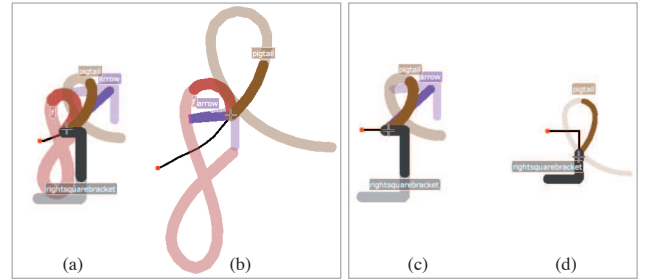 pigtail
arrow
rightsquarebracket
(a)
pigtail
arrow
(b)
pigtail
arrow
rightsquarebracket
(c)
pigtail
rightsquarebracket
(d)